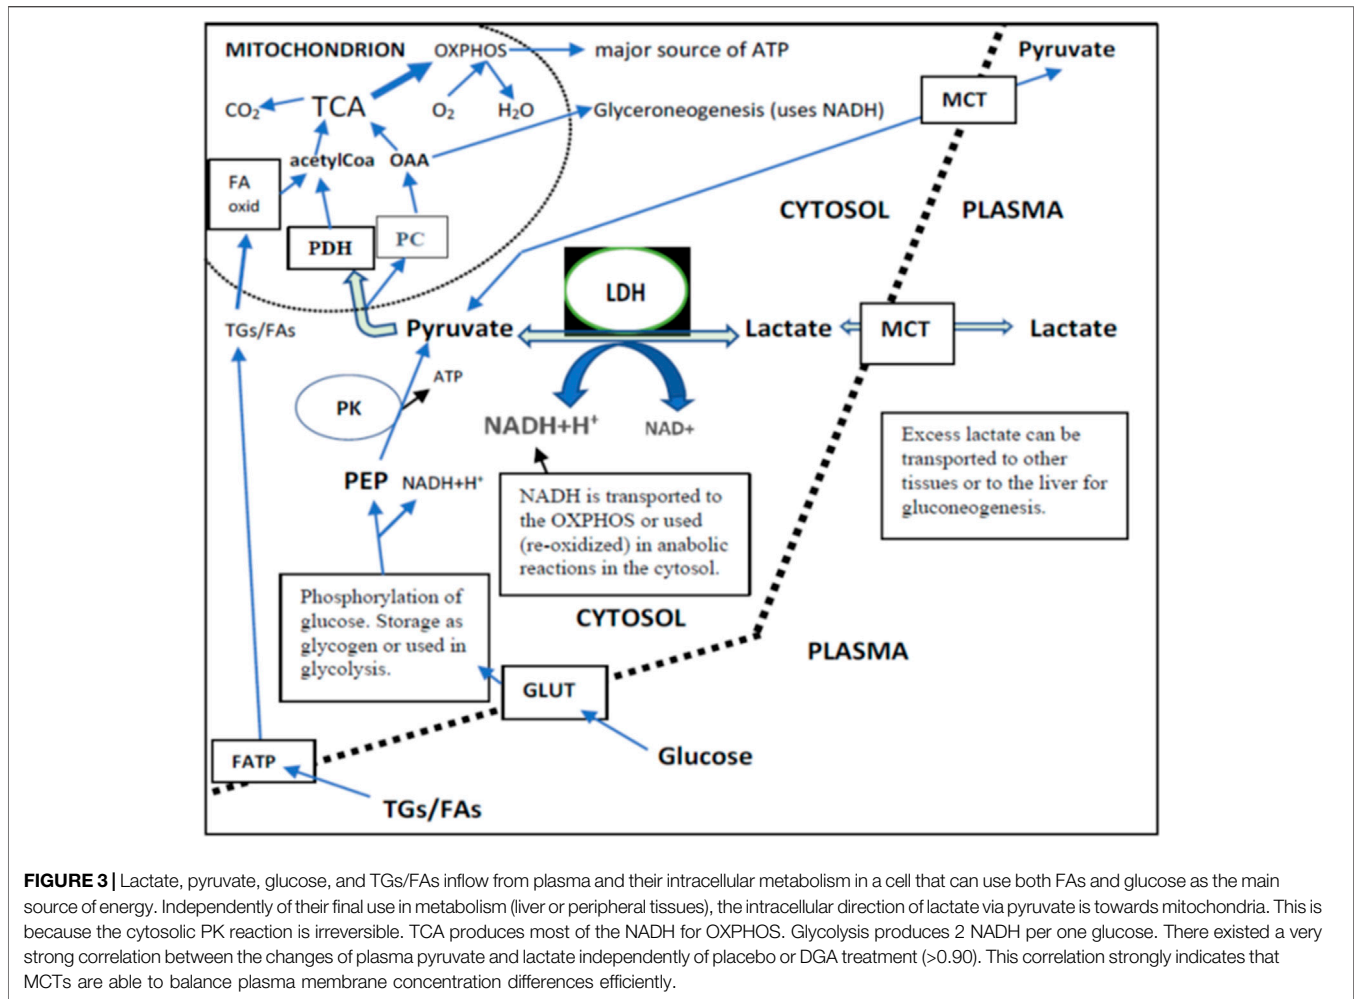 MITOCHONDRION
OXPHOS
major source of ATP
Pyruvate
MCT
CO2
TCA
O2
H2O
Glyceroneogenesis (uses NADH)
acetylCoa
OAA
FA
oxid
CYTOSOL
PLASMA
PDH
PC
LDH
TGs/FAs
Pyruvate
Lactate
MCT
Lactate
ATP
PK
NADH+H+
NAD+
Excess lactate can be
transported to other
tissues or to the liver for
gluconeogenesis.
PEP
NADH+H+
NADH is transported to
the OXPHOS or used
(re-oxidized) in anabolic
reactions in the cytosol.
Phosphorylation of
glucose. Storage as
glycogen or used in
glycolysis.
CYTOSOL
PLASMA
GLUT
Glucose
FATP
TGs/FAs
FIGURE 3 | Lactate, pyruvate, glucose, and TGs/FAs inflow from plasma and their intracellular metabolism in a cell that can use both FAs and glucose as the main
source of energy. Independently of their final use in metabolism (liver or peripheral tissues), the intracellular direction of lactate via pyruvate is towards mitochondria. This is
because the cytosolic PK reaction is irreversible. TCA produces most of the NADH for OXPHOS. Glycolysis produces 2 NADH per one glucose. There existed a very
strong correlation between the changes of plasma pyruvate and lactate independently of placebo or DGA treatment (>0.90). This correlation strongly indicates that
MCTs are able to balance plasma membrane concentration differences efficiently.